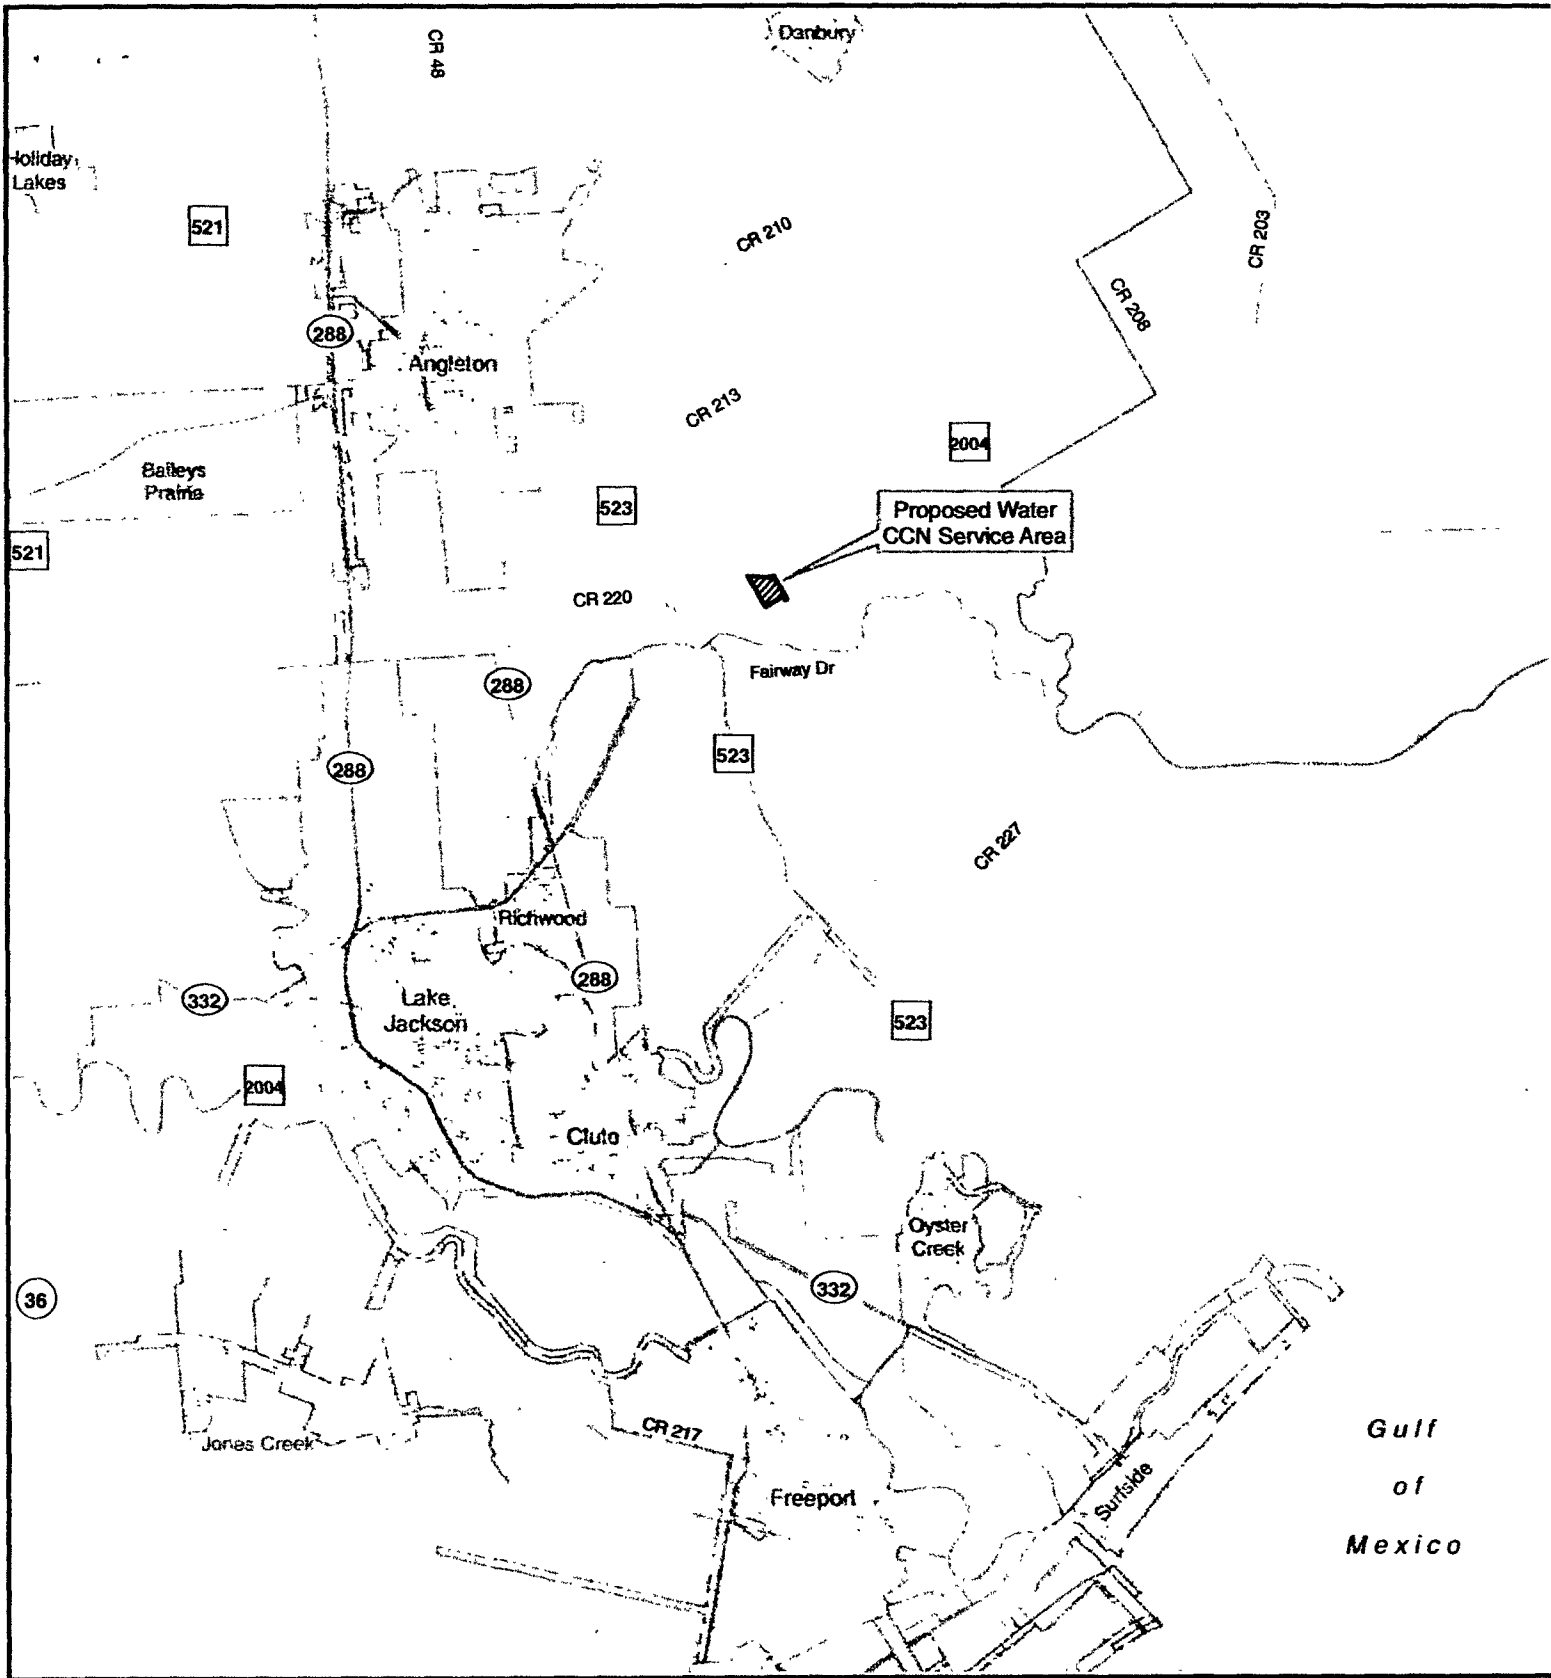 CR 48
Danbury
Holiday
Lakes
521
CR 210
CR 203
CR 208
288
Angleton
CR 213
2004
Baileys
Prairie
523
Proposed Water
CCN Service Area
521
CR 220
Fairway Dr
288
523
288
CR 227
Richwood
288
332
Lake
Jackson
523
2004
Clute
Oyster
Creek
332
36
CR 217
Jones Creek
Gulf
of
Mexico
Surfside
Freeport